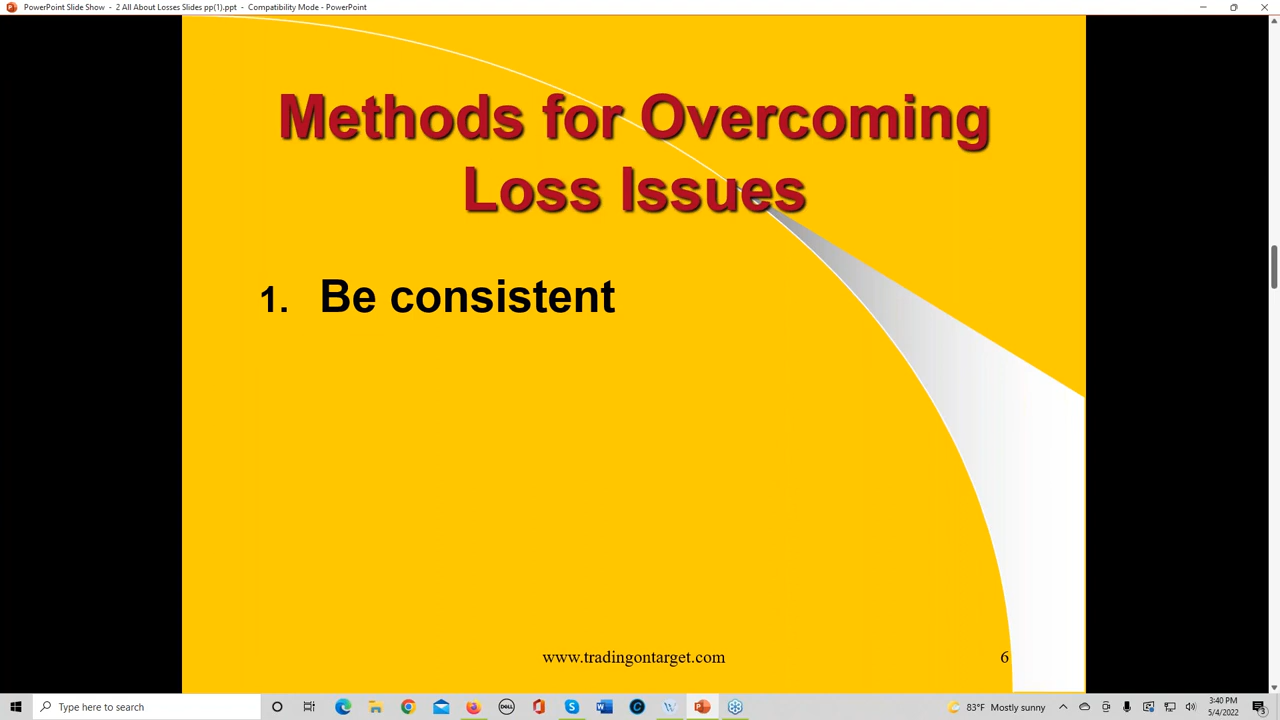 PowerPoint Slide Show - 2 All About Losses Slides pp(1).ppt - Compatibility Mode - PowerPoint
Methods for Overcoming
Loss Issues
1. Be consistent
www.tradingontarget.com
6
Type here to search
DELL
83°F Mostly sunny
3:40 PM
5/4/2022
3